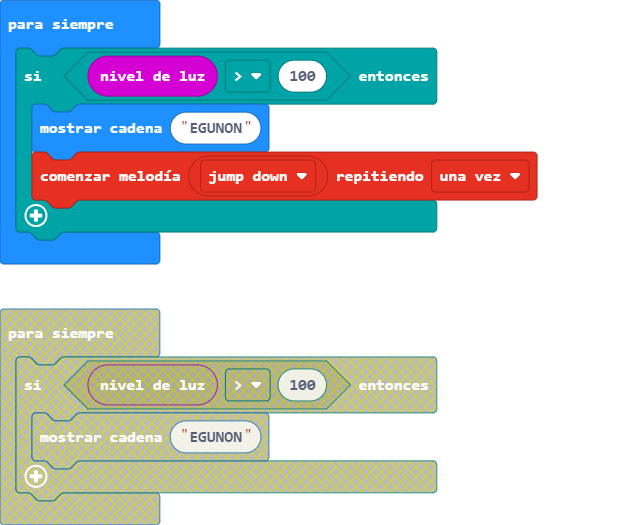 para siempre
si nivel de luz > 100 entonces
mostrar cadena "EGUNON"
comenzar melodía jump down repitiendo una vez
para siempre
si nivel de luz > 100 entonces
mostrar cadena "EGUNON"